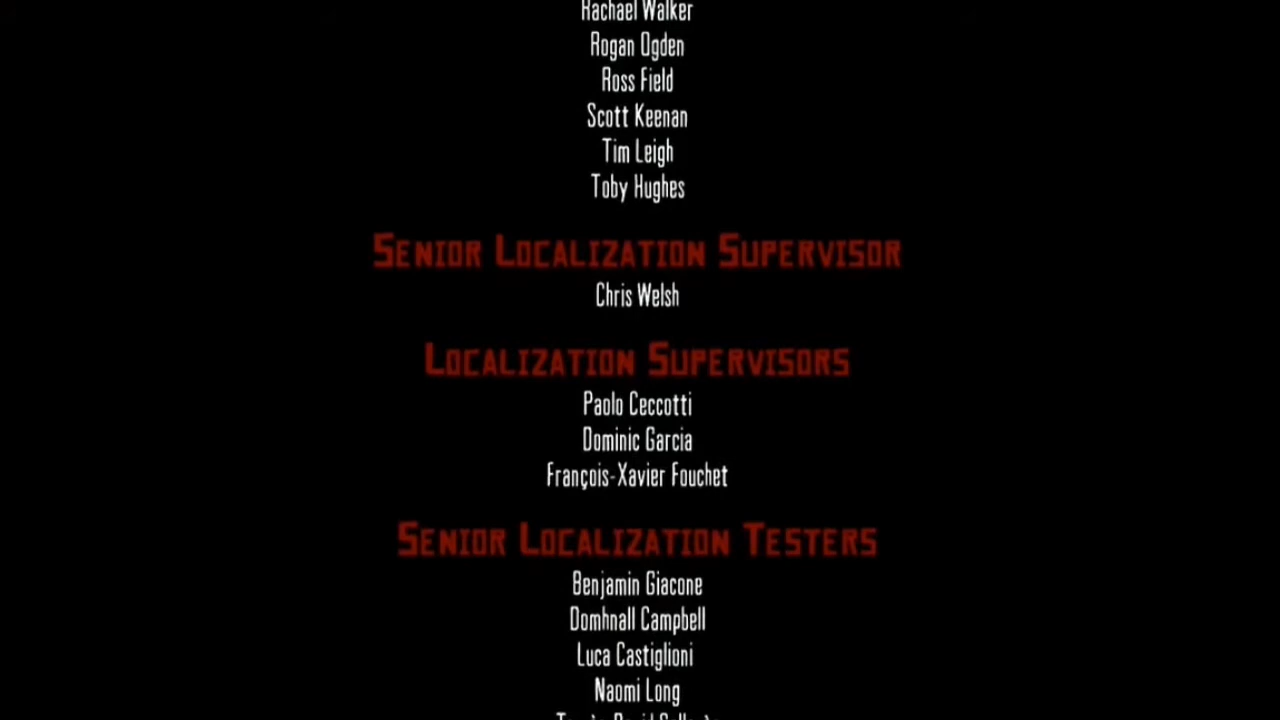 Rachael Walker
Rogan Ogden
Ross Field
Scott Keenan
Tim Leigh
Toby Hughes
Senior Localization Supervisor
Chris Welsh
Localization Supervisors
Paolo Ceccotti
Dominic Garcia
François-Xavier Fouchet
Senior Localization Testers
Benjamin Giacone
Domhnall Campbell
Luca Castiglioni
Naomi Long